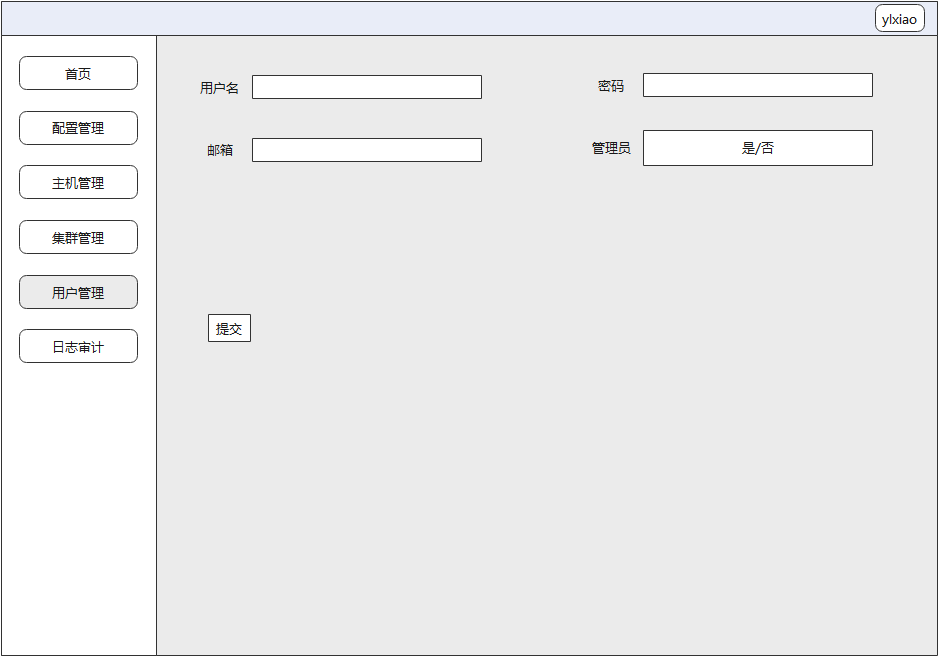 ylxiao
首页
配置管理
主机管理
集群管理
用户管理
日志审计
用户名
密码
邮箱
管理员
是/否
提交